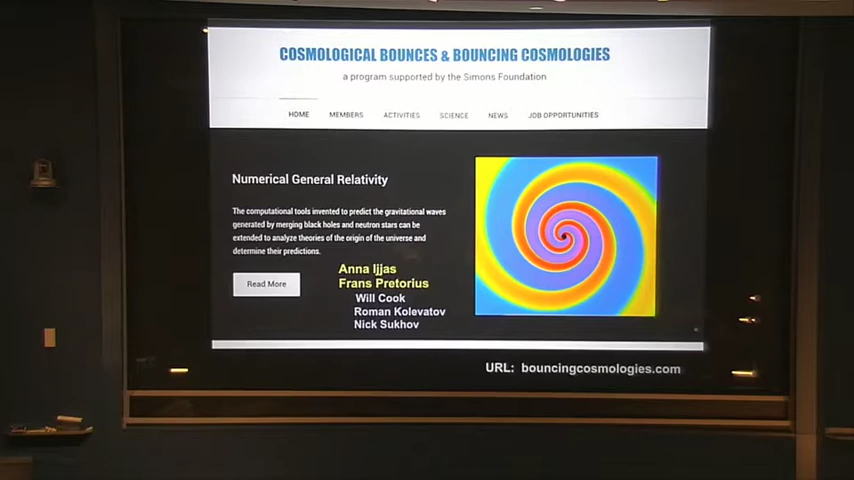 COSMOLOGICAL BOUNCES & BOUNCING COSMOLOGIES
a program supported by the Simons Foundation
HOME MEMBERS ACTIVITIES SCIENCE NEWS JOB OPPORTUNITIES
Numerical General Relativity
The computational tools invented to predict the gravitational waves
generated by merging black holes and neutron stars can be
extended to analyze theories of the origin of the universe and
determine their predictions.
Read More
Anna Ijjas
Frans Pretorius
Will Cook
Roman Kolevatov
Nick Sukhov
URL: bouncingcosmologies.com